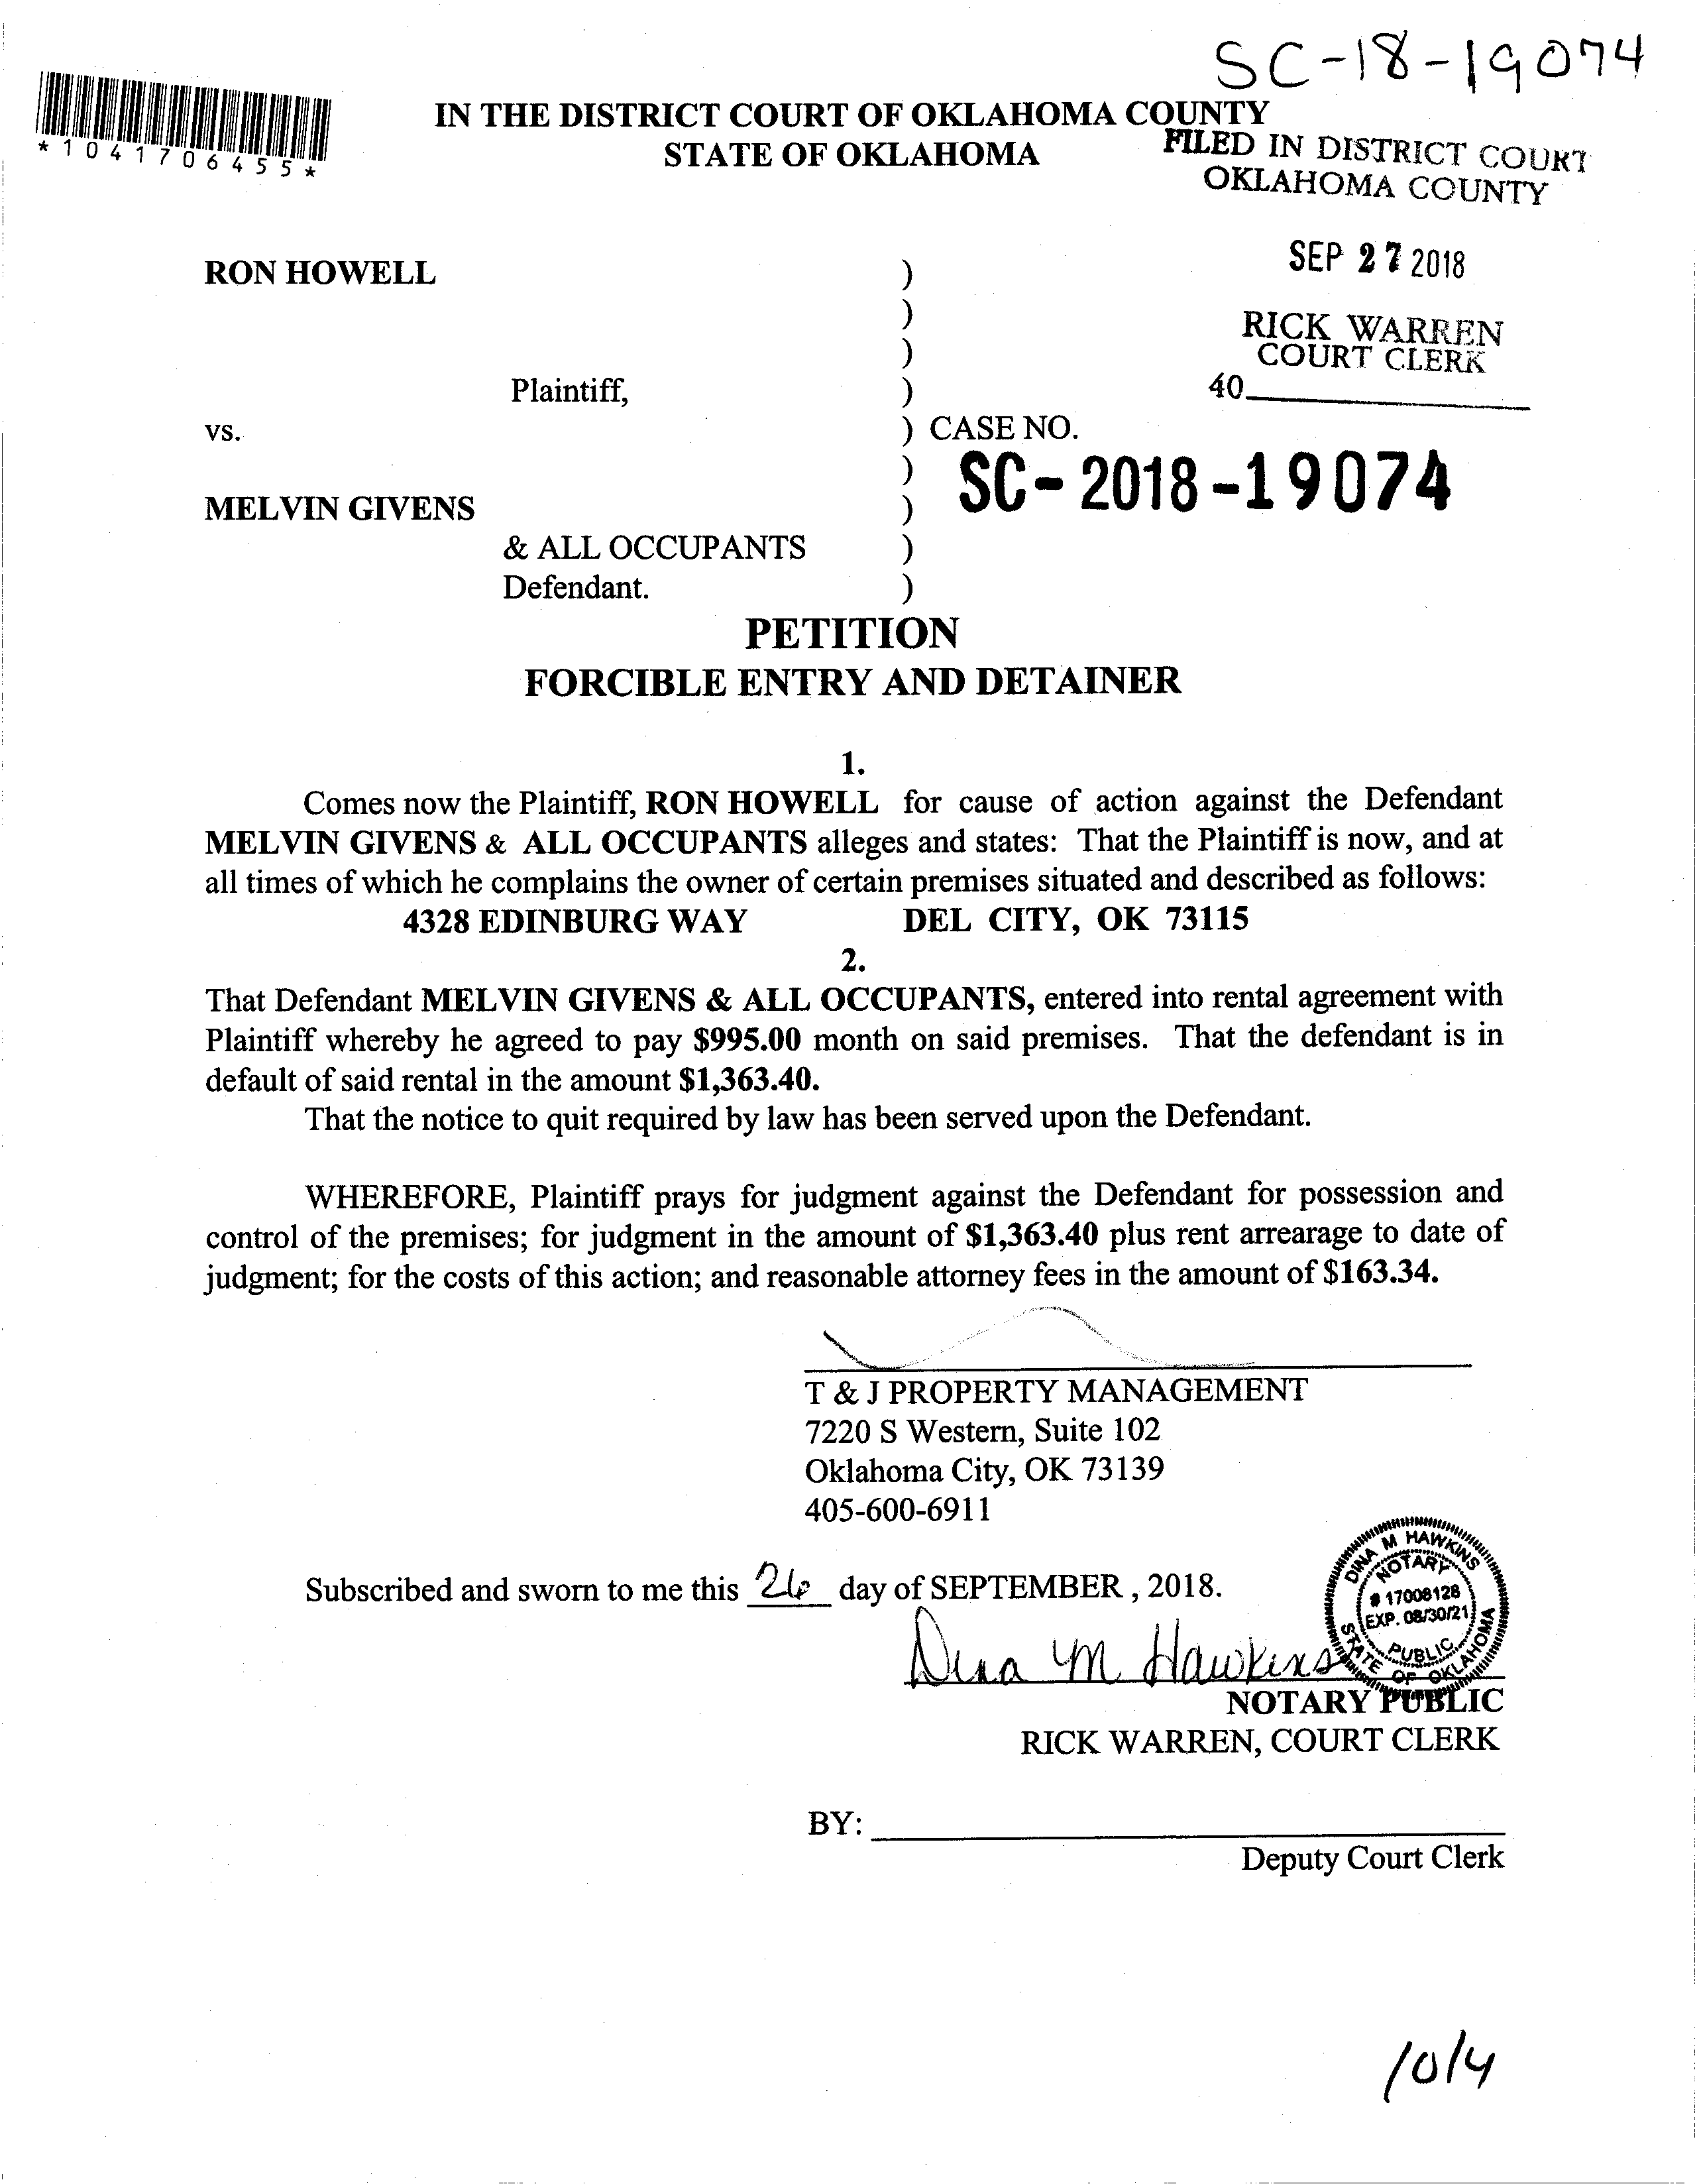 SC-18-19074
*1041706455*
IN THE DISTRICT COURT OF OKLAHOMA COUNTY
STATE OF OKLAHOMA
FILED IN DISTRICT COURT
OKLAHOMA COUNTY
SEP 27 2018
RICK WARREN
COURT CLERK
40
RON HOWELL )
)
)
Plaintiff, )
vs. ) CASE NO.
) SC-2018-19074
MELVIN GIVENS )
& ALL OCCUPANTS )
Defendant. )
PETITION
FORCIBLE ENTRY AND DETAINER
1.
Comes now the Plaintiff, RON HOWELL for cause of action against the Defendant
MELVIN GIVENS & ALL OCCUPANTS alleges and states: That the Plaintiff is now, and at
all times of which he complains the owner of certain premises situated and described as follows:
4328 EDINBURG WAY DEL CITY, OK 73115
2.
That Defendant MELVIN GIVENS & ALL OCCUPANTS, entered into rental agreement with
Plaintiff whereby he agreed to pay $995.00 month on said premises. That the defendant is in
default of said rental in the amount $1,363.40.
That the notice to quit required by law has been served upon the Defendant.
WHEREFORE, Plaintiff prays for judgment against the Defendant for possession and
control of the premises; for judgment in the amount of $1,363.40 plus rent arrearage to date of
judgment; for the costs of this action; and reasonable attorney fees in the amount of $163.34.
T & J PROPERTY MANAGEMENT
7220 S Western, Suite 102
Oklahoma City, OK 73139
405-600-6911
Subscribed and sworn to me this 26 day of SEPTEMBER , 2018.
DINA M HAWKINS
NOTARY
# 17008128
EXP. 08/30/21
PUBLIC
STATE OF OKLAHOMA
Dina M Hawkins
NOTARY PUBLIC
RICK WARREN, COURT CLERK
BY:
Deputy Court Clerk
10/4